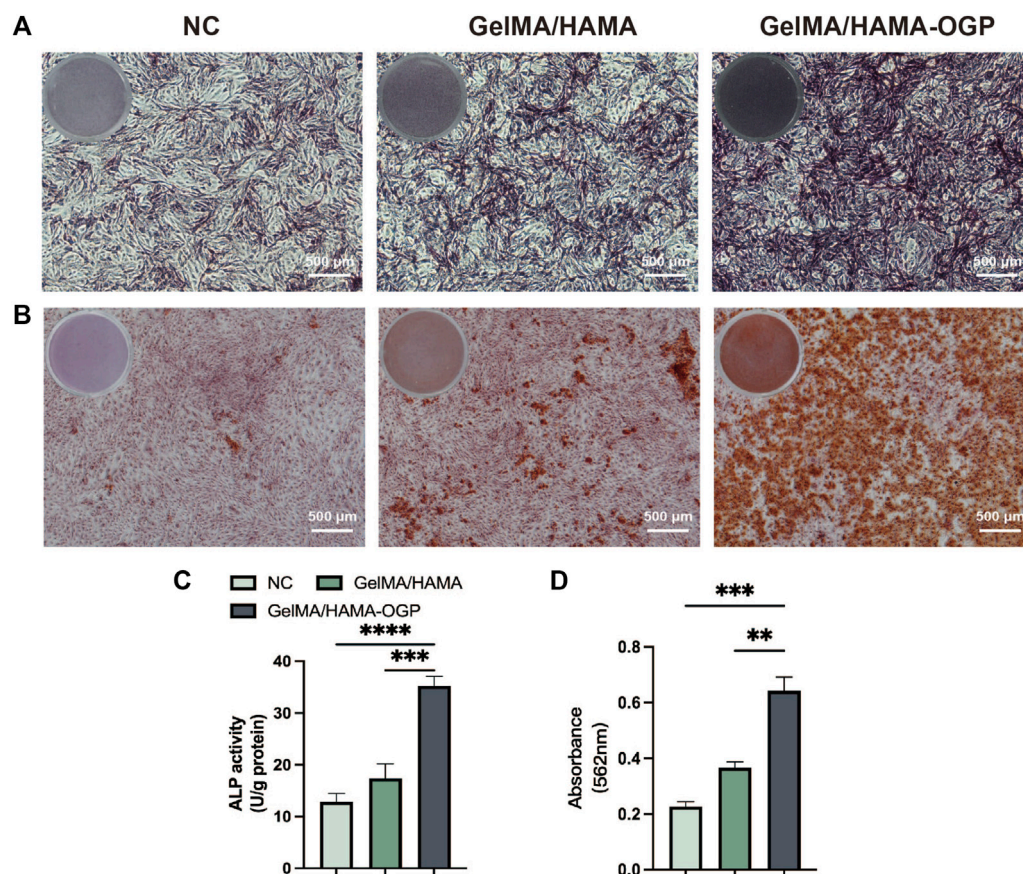 A
NC
GelMA/HAMA
GelMA/HAMA-OGP
500 µm
500 µm
500 µm
B
500 µm
500 µm
500 µm
C
NC
GelMA/HAMA
GelMA/HAMA-OGP
****
***
40
30
20
10
0
ALP activity
(U/g protein)
D
***
**
0.8
0.6
0.4
0.2
0.0
Absorbance
(562nm)